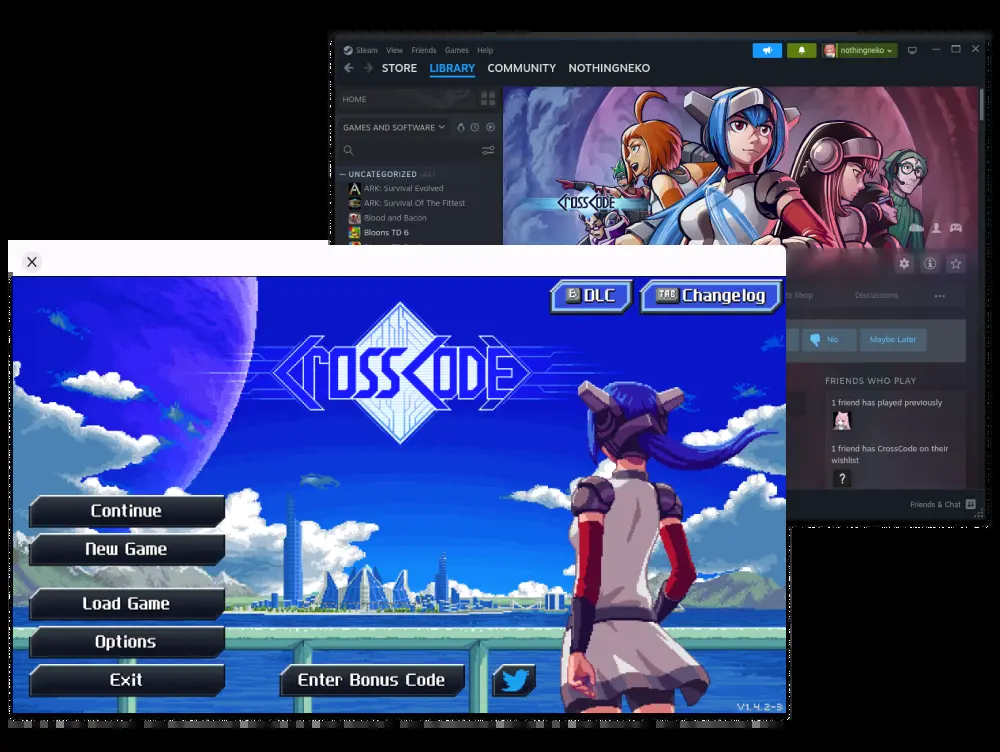 Steam View Friends Games Help
nothingneko
STORE LIBRARY COMMUNITY NOTHINGNEKO
HOME
GAMES AND SOFTWARE
UNCATEGORIZED
ARK: Survival Evolved
ARK: Survival Of The Fittest
Blood and Bacon
Bloons TD 6
CROSSCODE
Shop Discussions
No Maybe Later
FRIENDS WHO PLAY
1 friend has played previously
1 friend has CrossCode on their
wishlist
?
Friends & Chat
B DLC TAB Changelog
CROSSCODE
Continue
New Game
Load Game
Options
Exit
Enter Bonus Code
V1.4.2-3